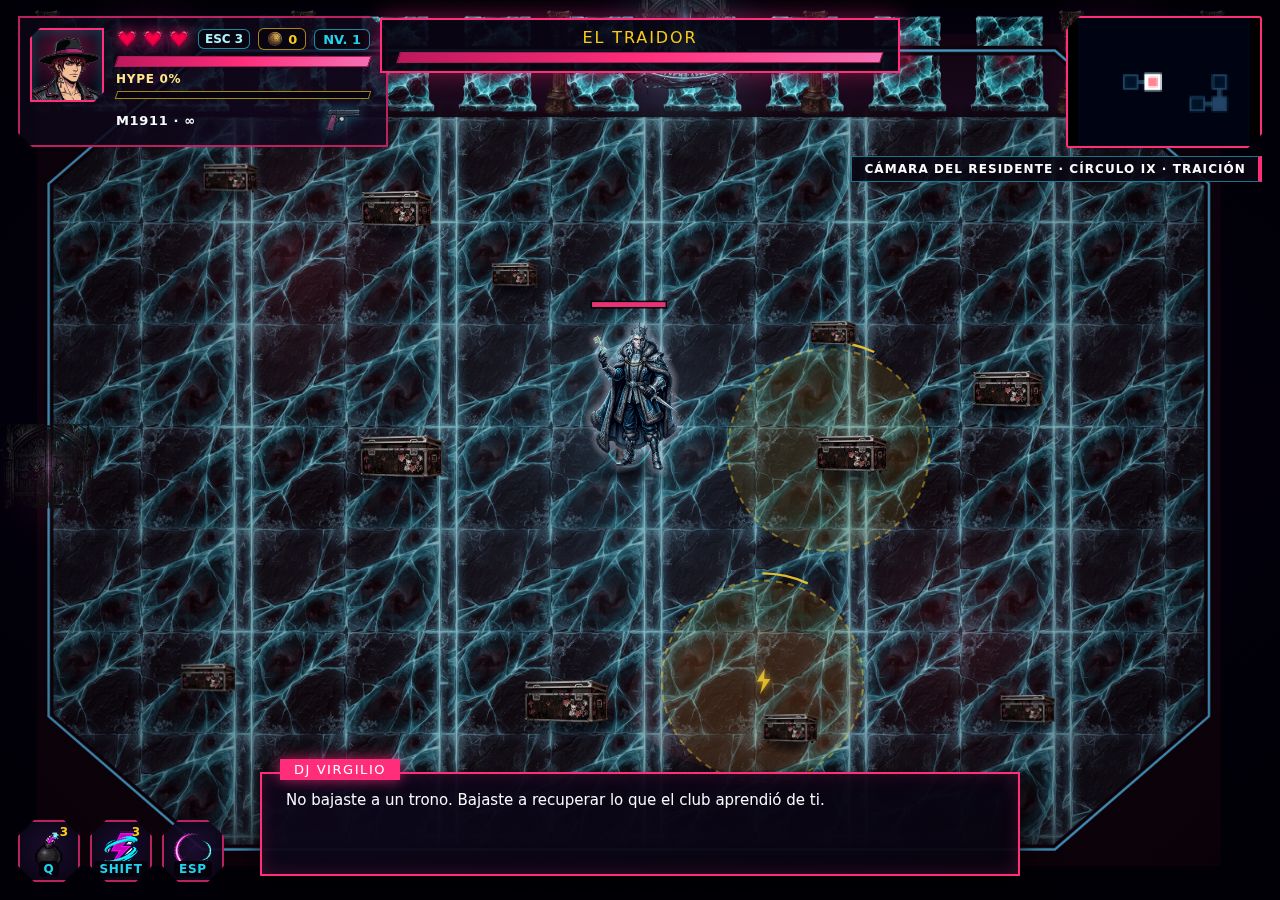 ESC 3
0
NV. 1
HYPE 0%
M1911 · ∞
EL TRAIDOR
CÁMARA DEL RESIDENTE · CÍRCULO IX · TRAICIÓN
DJ VIRGILIO
No bajaste a un trono. Bajaste a recuperar lo que el club aprendió de ti.
3
Q
3
SHIFT
ESP